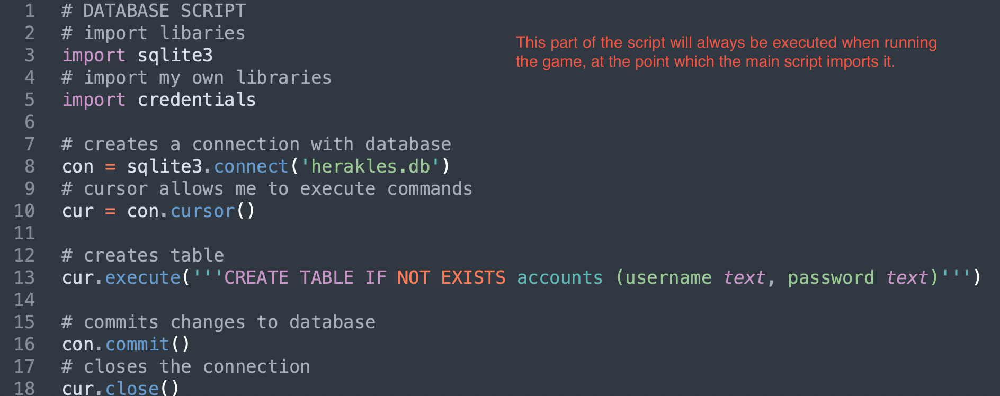 1 # DATABASE SCRIPT
2 # import libaries
This part of the script will always be executed when running
the game, at the point which the main script imports it.
3 import sqlite3
4 # import my own libraries
5 import credentials
6
7 # creates a connection with database
8 con = sqlite3.connect('herakles.db')
9 # cursor allows me to execute commands
10 cur = con.cursor()
11
12 # creates table
13 cur.execute('''CREATE TABLE IF NOT EXISTS accounts (username text, password text)''')
14
15 # commits changes to database
16 con.commit()
17 # closes the connection
18 cur.close()